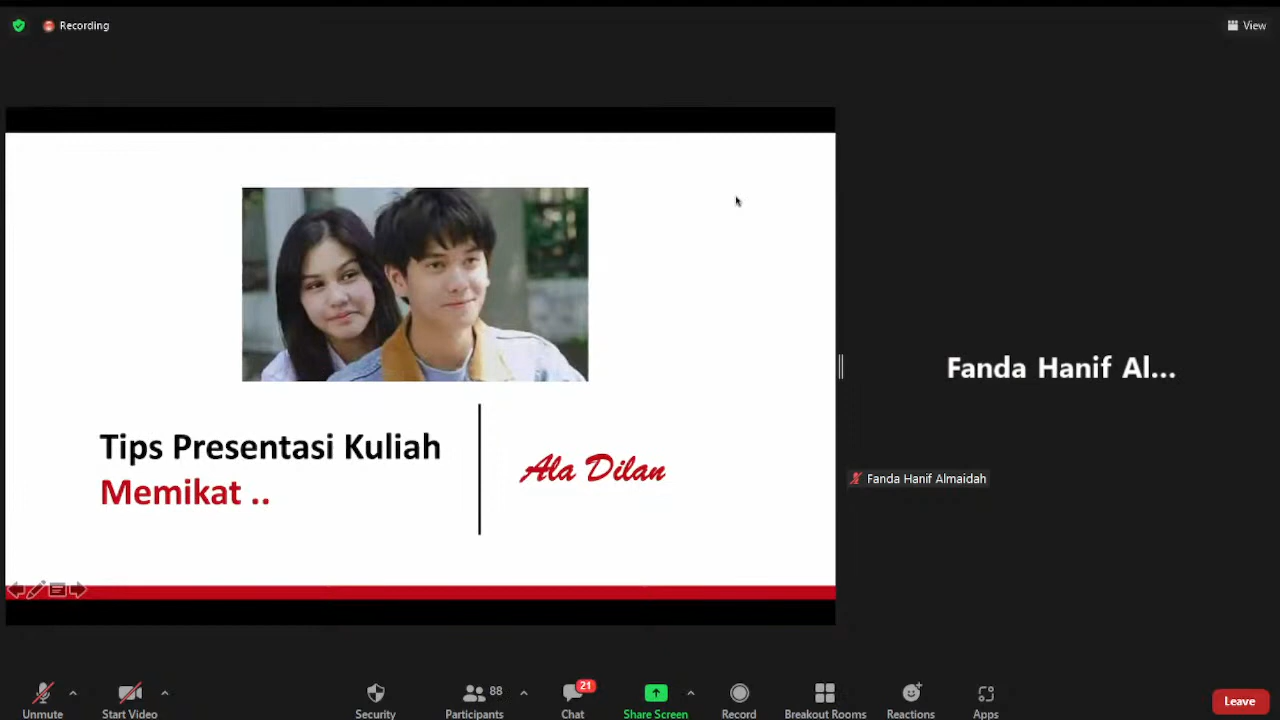 Recording
View
Tips Presentasi Kuliah
Memikat ..
Ala Dilan
Fanda Hanif Al...
Fanda Hanif Almaidah
Unmute
Start Video
Security
88
Participants
21
Chat
Share Screen
Record
Breakout Rooms
Reactions
Apps
Leave